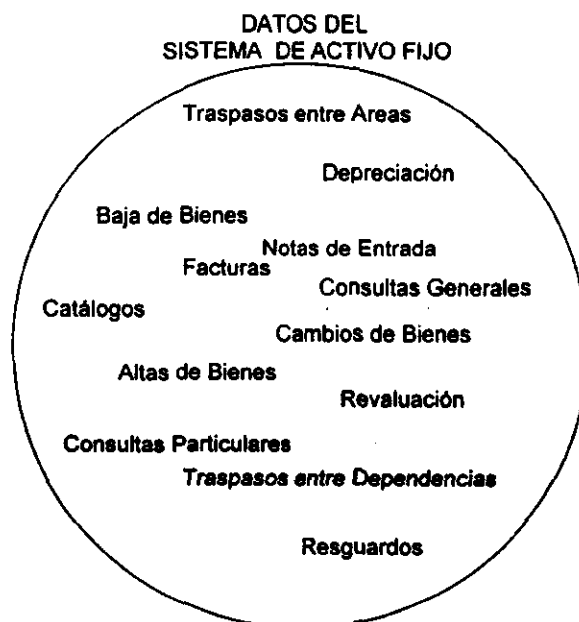 DATOS DEL
SISTEMA DE ACTIVO FIJO
Traspasos entre Areas
Depreciación
Baja de Bienes
Notas de Entrada
Facturas
Consultas Generales
Catálogos
Cambios de Bienes
Altas de Bienes
Revaluación
Consultas Particulares
Traspasos entre Dependencias
Resguardos